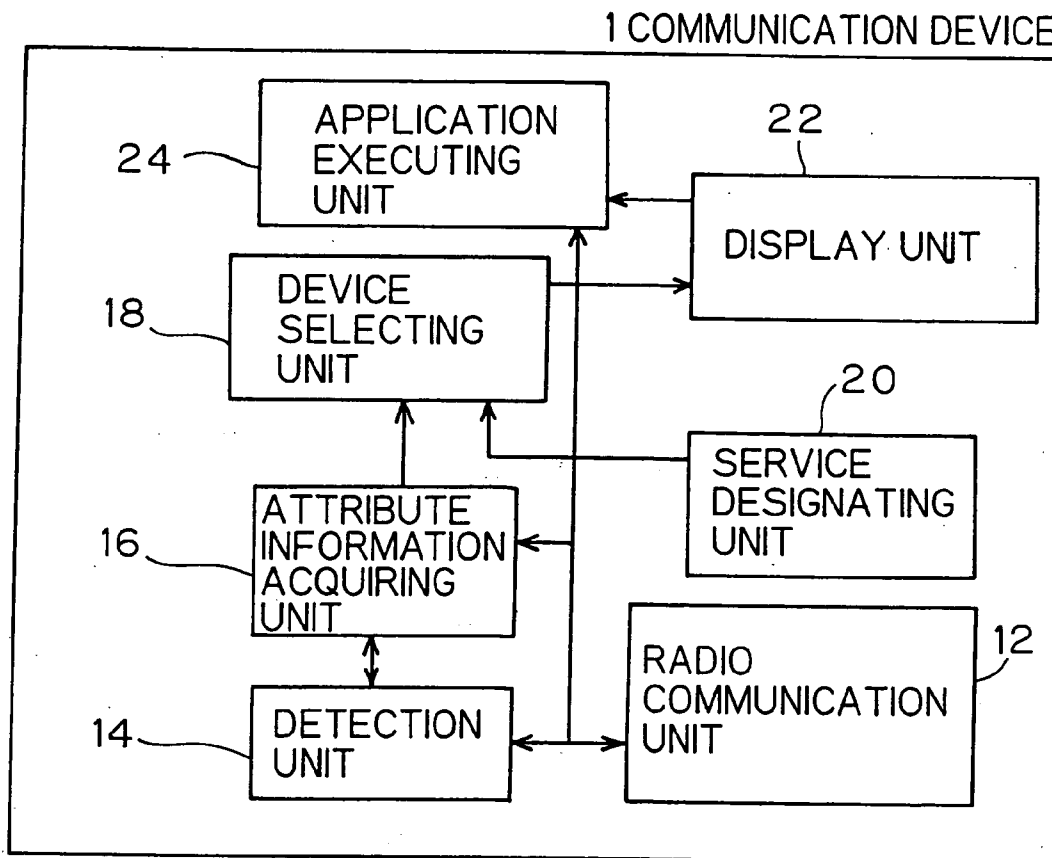 1 COMMUNICATION DEVICE
APPLICATION
EXECUTING
UNIT
24
22
DISPLAY UNIT
DEVICE
SELECTING
UNIT
18
20
SERVICE
DESIGNATING
UNIT
ATTRIBUTE
INFORMATION
ACQUIRING
UNIT
16
12
RADIO
COMMUNICATION
UNIT
DETECTION
UNIT
14